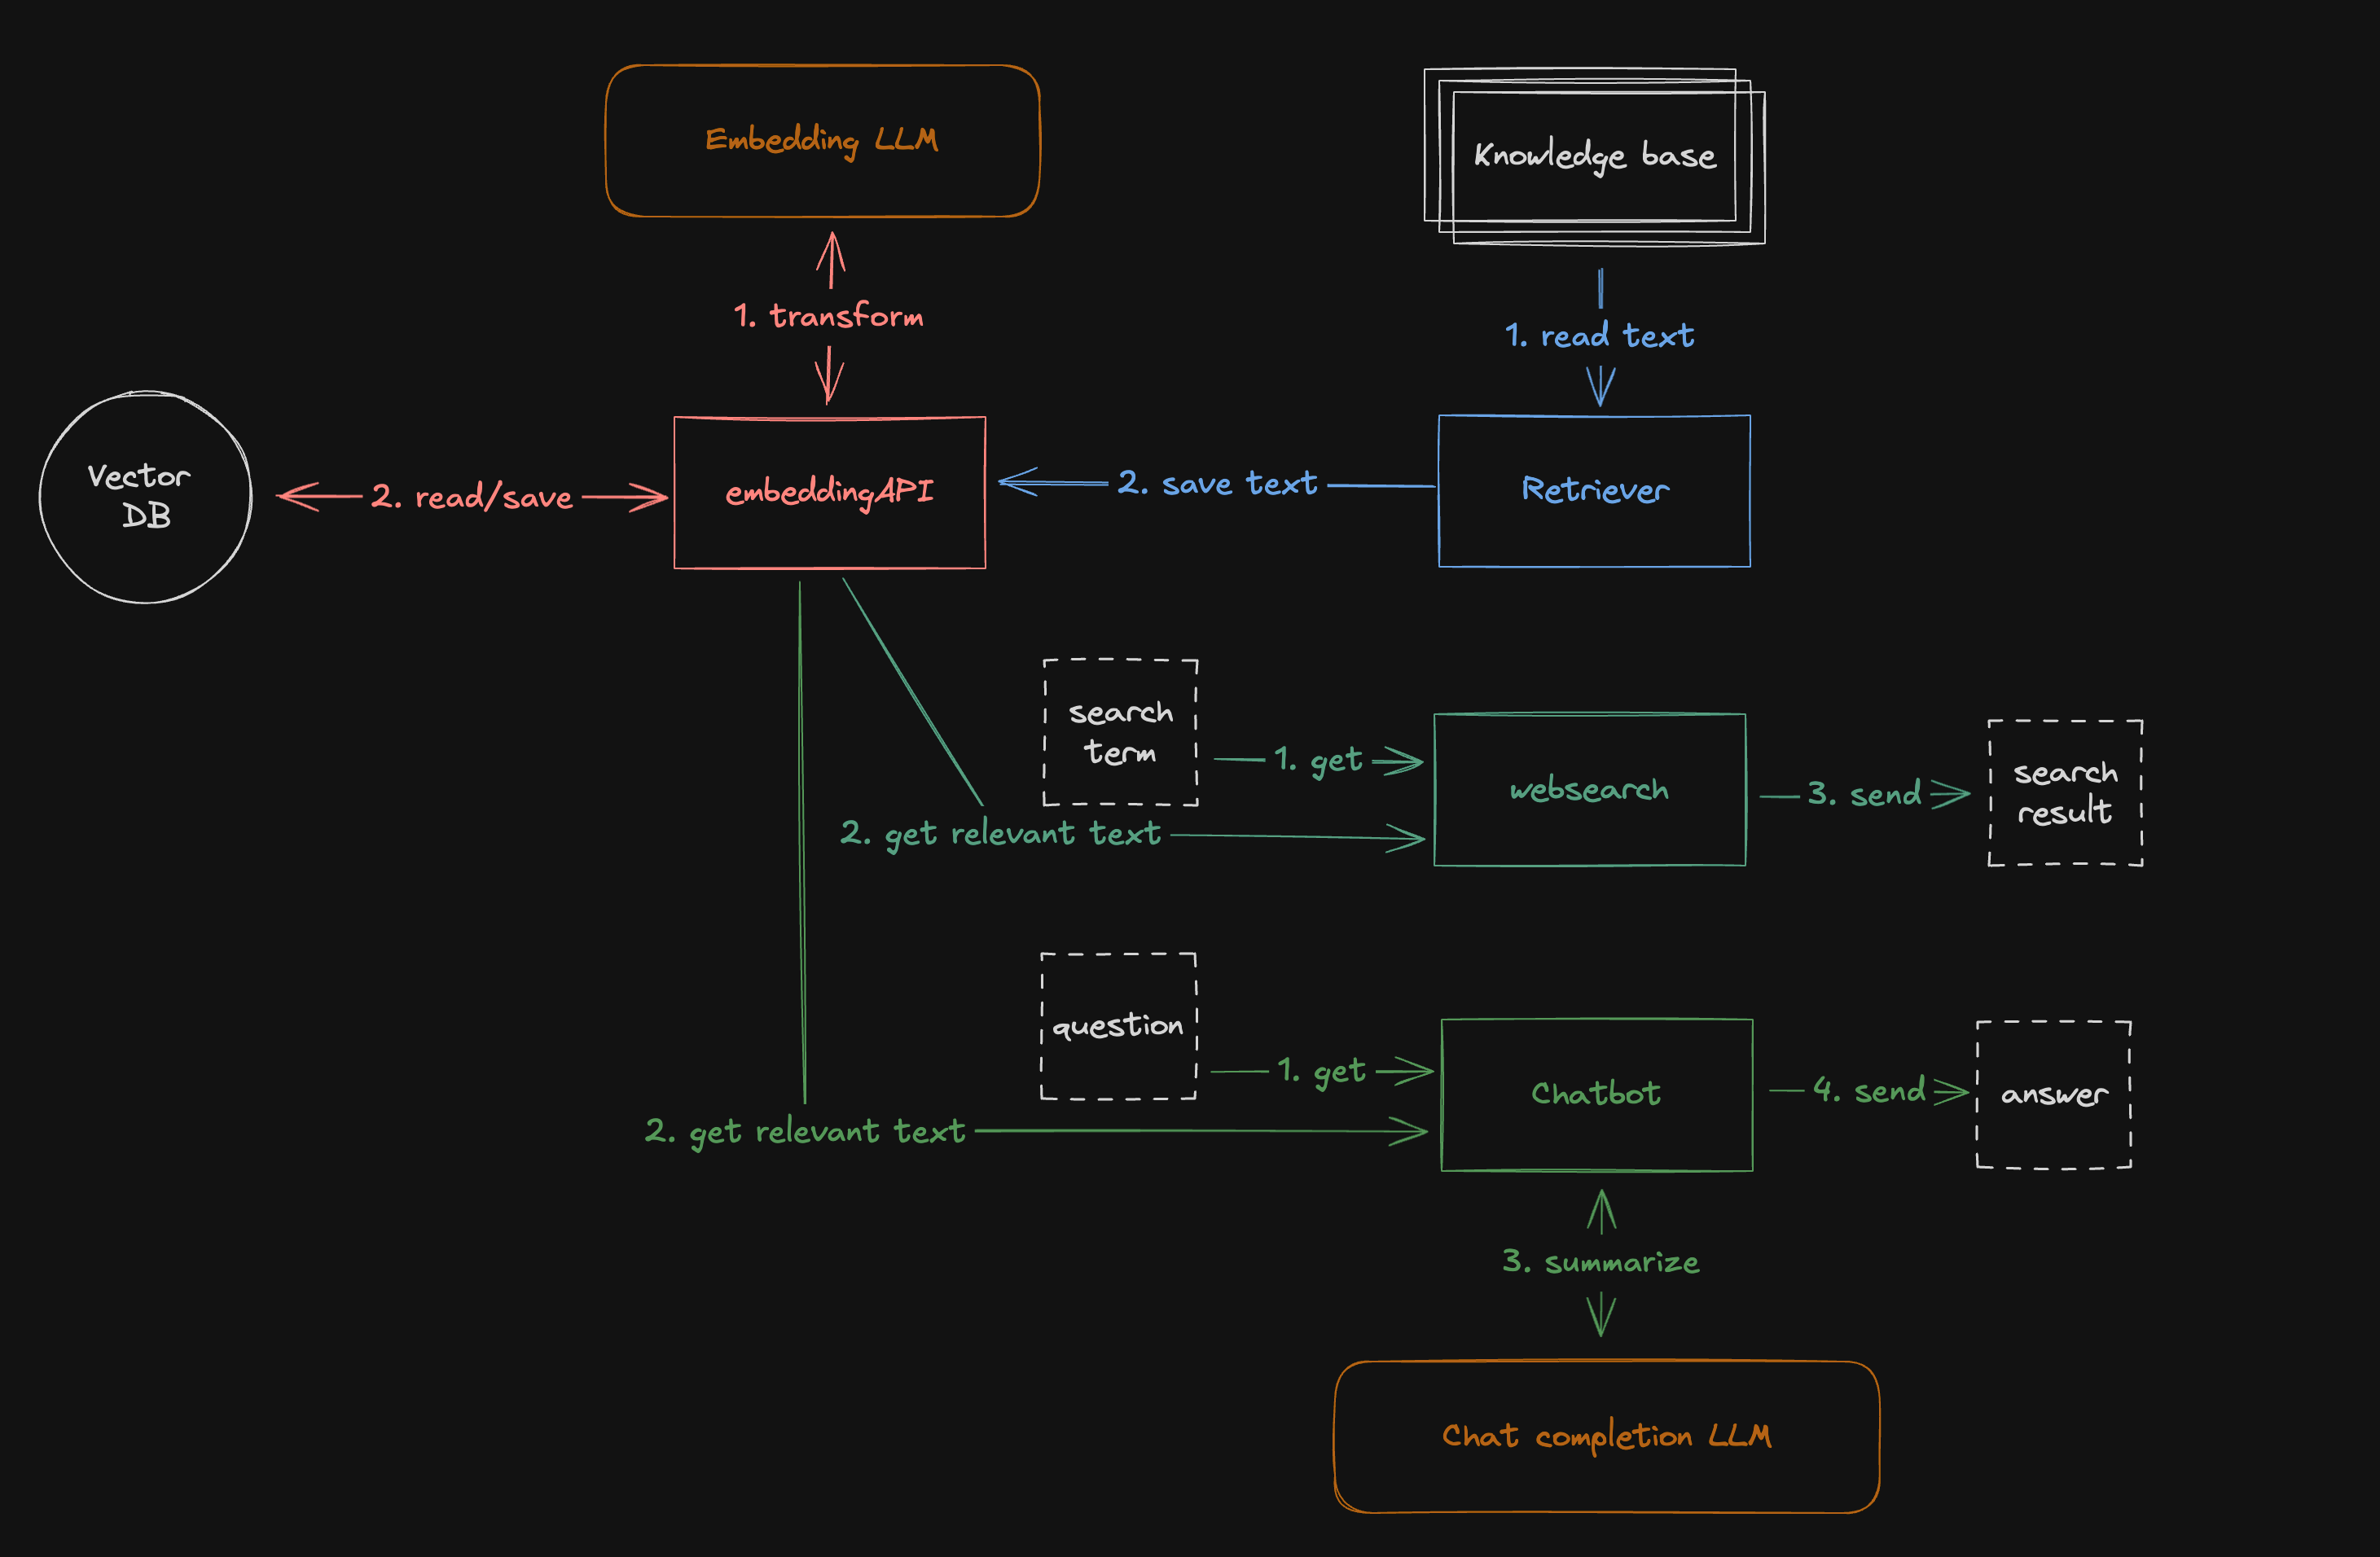 Embedding LLM
Knowledge base
1. transform
1. read text
Vector
DB
2. read/save
embeddingAPI
2. save text
Retriever
search
term
1. get
websearch
3. send
search
result
2. get relevant text
question
1. get
Chatbot
4. send
answer
2. get relevant text
3. summarize
Chat completion LLM